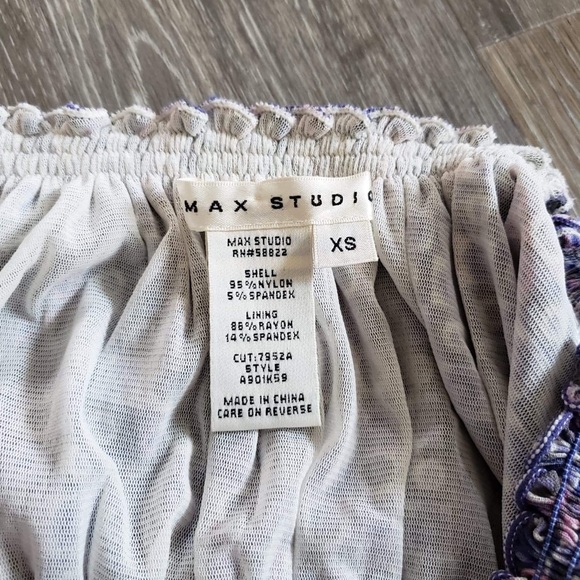 MAX STUDIO
XS
MAX STUDIO
RN#58822
SHELL
95%NYLON
5%SPANDEX
LINING
86%RAYON
14%SPANDEX
CUT:7952A
STYLE
A901K59
MADE IN CHINA
CARE ON REVERSE